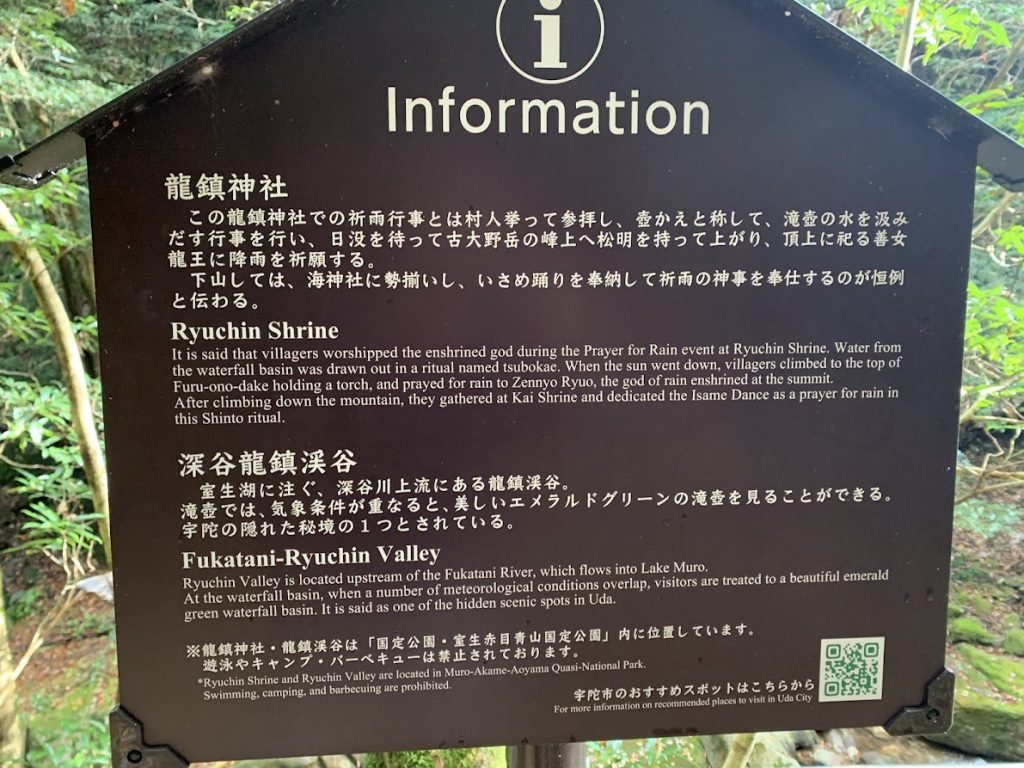 i
Information
龍鎮神社
この龍鎮神社での祈雨行事とは村人挙って参拝し、壺かえと称して、滝壺の水を汲み
だす行事を行い、日没を待って古大野岳の峰上へ松明を持って上がり、頂上に祀る善女
龍王に降雨を祈願する。
下山しては、海神社に勢揃いし、いさめ踊りを奉納して祈雨の神事を奉仕するのが恒例
と伝わる。
Ryuchin Shrine
It is said that villagers worshipped the enshrined god during the Prayer for Rain event at Ryuchin Shrine. Water from
the waterfall basin was drawn out in a ritual named tsubokae. When the sun went down, villagers climbed to the top of
Furu-ono-dake holding a torch, and prayed for rain to Zennyo Ryuo, the god of rain enshrined at the summit.
After climbing down the mountain, they gathered at Kai Shrine and dedicated the Isame Dance as a prayer for rain in
this Shinto ritual.
深谷龍鎮渓谷
室生湖に注ぐ、深谷川上流にある龍鎮渓谷。
滝壺では、気象条件が重なると、美しいエメラルドグリーンの滝壺を見ることができる。
宇陀の隠れた秘境の１つとされている。
Fukatani-Ryuchin Valley
Ryuchin Valley is located upstream of the Fukatani River, which flows into Lake Muro.
At the waterfall basin, when a number of meteorological conditions overlap, visitors are treated to a beautiful emerald
green waterfall basin. It is said as one of the hidden scenic spots in Uda.
※龍鎮神社・龍鎮渓谷は「国定公園・室生赤目青山国定公園」内に位置しています。
遊泳やキャンプ・バーベキューは禁止されております。
*Ryuchin Shrine and Ryuchin Valley are located in Muro-Akame-Aoyama Quasi-National Park.
Swimming, camping, and barbecuing are prohibited.
宇陀市のおすすめスポットはこちらから
For more information on recommended places to visit in Uda City